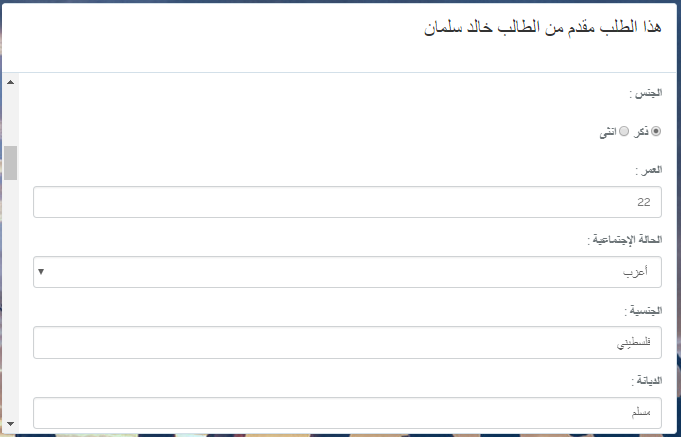 هذا الطلب مقدم من الطالب خالد سلمان
الجنس :
ذكر انثى
العمر :
22
الحالة الإجتماعية :
أعزب
الجنسية :
فلسطيني
الديانة :
مسلم